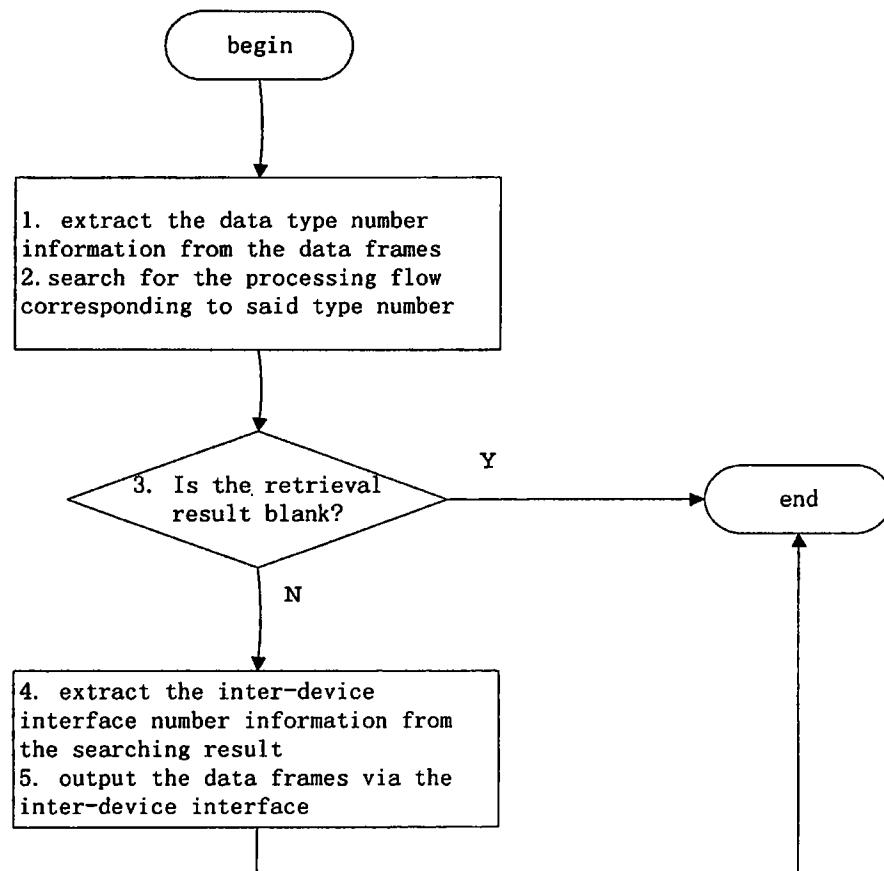 begin
1. extract the data type number
information from the data frames
2. search for the processing flow
corresponding to said type number
3. Is the retrieval
result blank?
Y
end
N
4. extract the inter-device
interface number information from
the searching result
5. output the data frames via the
inter-device interface